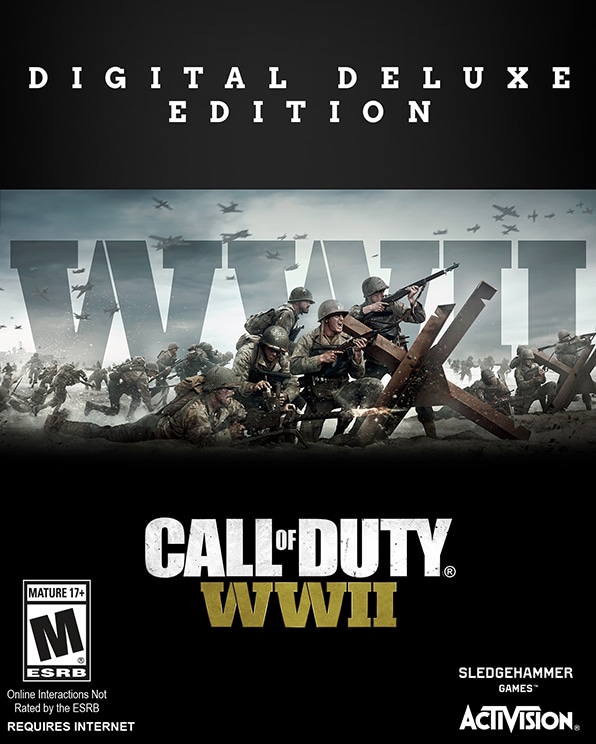 DIGITAL DELUXE
EDITION
WWII
CALL OF DUTY®
WWII
MATURE 17+
M®
ESRB
Online Interactions Not
Rated by the ESRB
REQUIRES INTERNET
SLEDGEHAMMER
GAMES™
ACTIVISION®